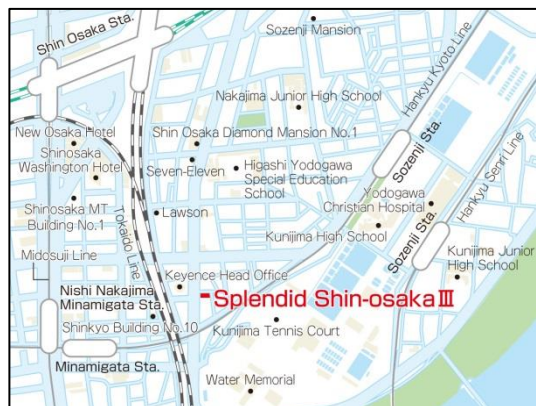 Shin Osaka Sta.
Sozenji Mansion
Hankyu Kyoto Line
Nakajima Junior High School
New Osaka Hotel
Shin Osaka Diamond Mansion No.1
Sozenji Sta.
Shinosaka
Washington Hotel
Seven-Eleven
Higashi Yodogawa
Special Education
School
Hankyu Senri Line
Yodogawa
Christian Hospital
Shinosaka MT
Building No.1
Lawson
Tokaido Line
Kunijima High School
Sozenji Sta.
Midosuji Line
Kunijima Junior
High School
Keyence Head Office
Nishi Nakajima
Minamigata Sta.
Splendid Shin-osakaⅢ
Shinkyo Building No.10
Kunijima Tennis Court
Minamigata Sta.
Water Memorial